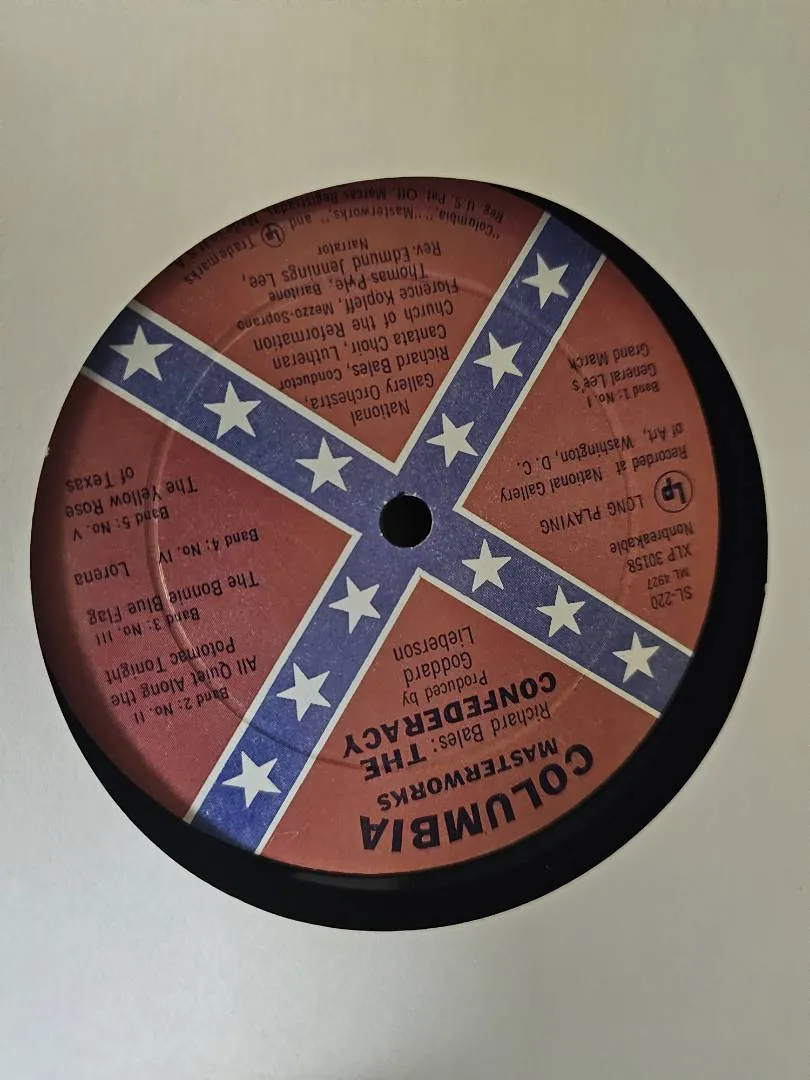 COLUMBIA
MASTERWORKS
Richard Bales: THE
CONFEDERACY
Produced by
Goddard
Lieberson
SL-220
ML 4927
XLP 30158
Nonbreakable
Lp LONG PLAYING
Recorded at National Gallery
of Art, Washington, D. C.
Band 1: No. I
General Lee's
Grand March
Band 2: No. II
All Quiet Along the
Potomac Tonight
Band 3: No. III
The Bonnie Blue Flag
Band 4: No. IV
Lorena
Band 5: No. V
The Yellow Rose
of Texas
National
Gallery Orchestra,
Richard Bales, Conductor
Cantata Choir, Lutheran
Church of the Reformation
Florence Kopleff, Mezzo-Soprano
Thomas Pyle, Baritone
Rev. Edmund Jennings Lee,
Narrator
"Columbia," "Masterworks," and Lp Trademarks
Reg. U.S. Pat. Off. Marcas Registradas